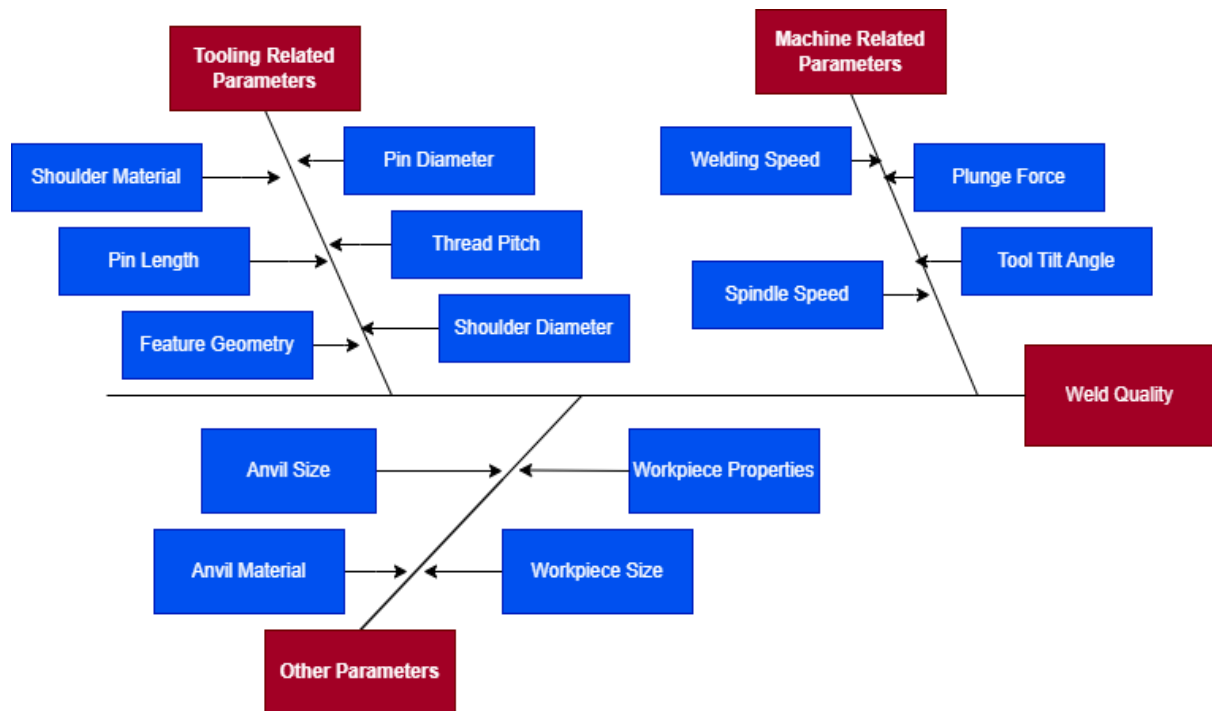 Tooling Related
Parameters
Machine Related
Parameters
Pin Diameter
Shoulder Material
Thread Pitch
Pin Length
Shoulder Diameter
Feature Geometry
Welding Speed
Plunge Force
Tool Tilt Angle
Spindle Speed
Weld Quality
Anvil Size
Workpiece Properties
Anvil Material
Workpiece Size
Other Parameters